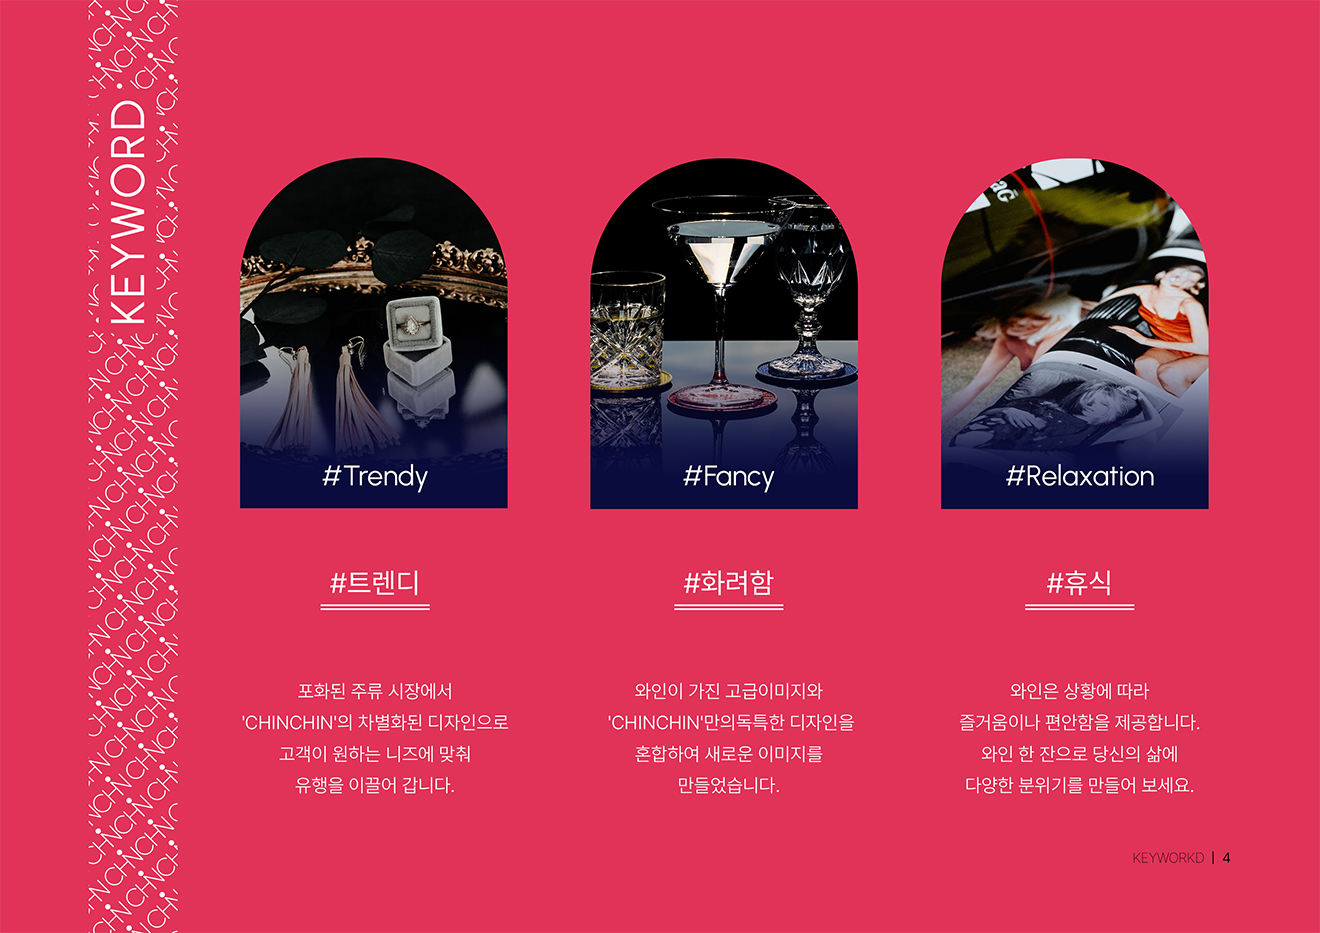 KEYWORD
#Trendy
#Fancy
#Relaxation
#트렌디
포화된 주류 시장에서
'CHINCHIN'의 차별화된 디자인으로
고객이 원하는 니즈에 맞춰
유행을 이끌어 갑니다.
#화려함
와인이 가진 고급이미지와
'CHINCHIN'만의독특한 디자인을
혼합하여 새로운 이미지를
만들었습니다.
#휴식
와인은 상황에 따라
즐거움이나 편안함을 제공합니다.
와인 한 잔으로 당신의 삶에
다양한 분위기를 만들어 보세요.
KEYWORKD | 4